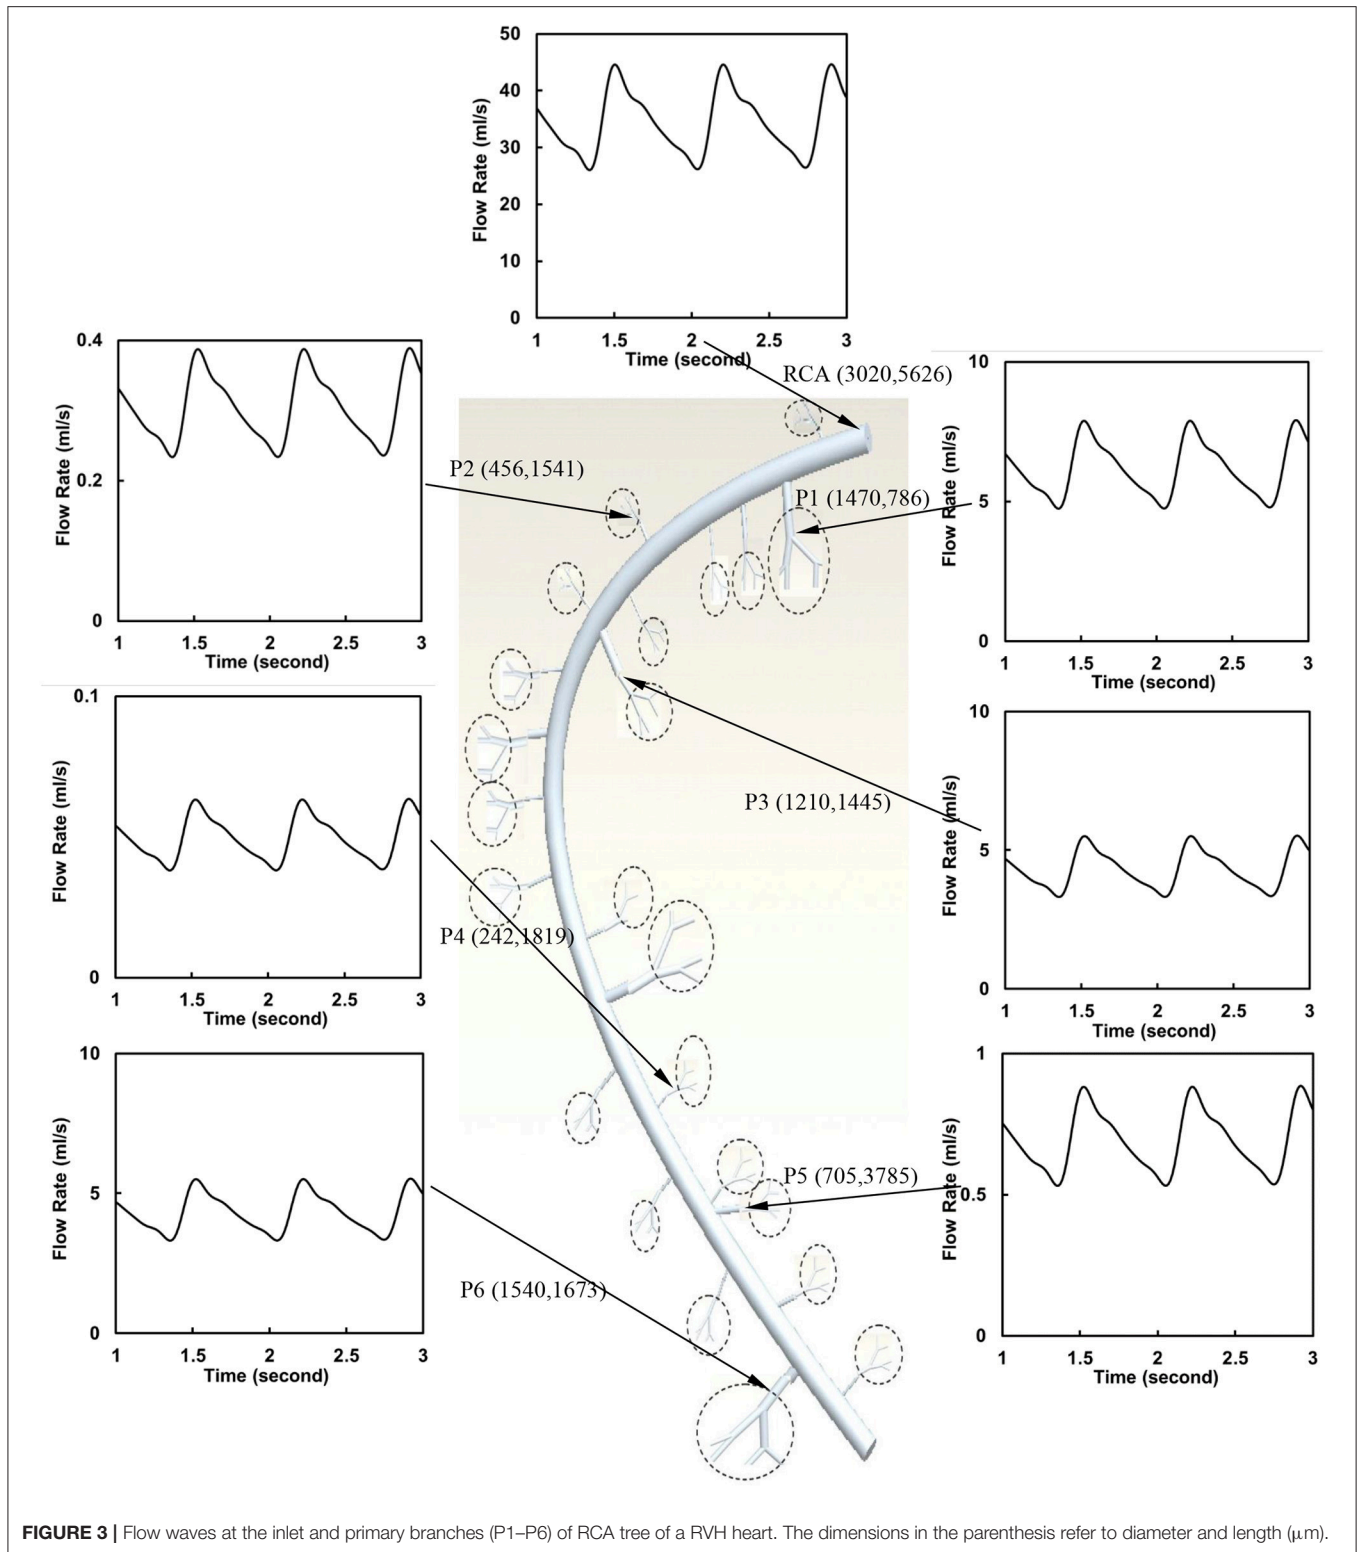 50
40
30
20
10
0
Flow Rate (ml/s)
1 1.5 2 2.5 3
Time (second)
RCA (3020,5626)
0.4
0.2
0
Flow Rate (ml/s)
1 1.5 2 2.5 3
Time (second)
P2 (456,1541)
10
5
0
Flow Rate (ml/s)
1 1.5 2 2.5 3
Time (second)
P1 (1470,786)
0.1
0
Flow Rate (ml/s)
1 1.5 2 2.5 3
Time (second)
P4 (242,1819)
10
5
0
Flow Rate (ml/s)
1 1.5 2 2.5 3
Time (second)
P3 (1210,1445)
10
5
0
Flow Rate (ml/s)
1 1.5 2 2.5 3
Time (second)
P6 (1540,1673)
1
0.5
0
Flow Rate (ml/s)
1 1.5 2 2.5 3
Time (second)
P5 (705,3785)
FIGURE 3 | Flow waves at the inlet and primary branches (P1–P6) of RCA tree of a RVH heart. The dimensions in the parenthesis refer to diameter and length (μm).